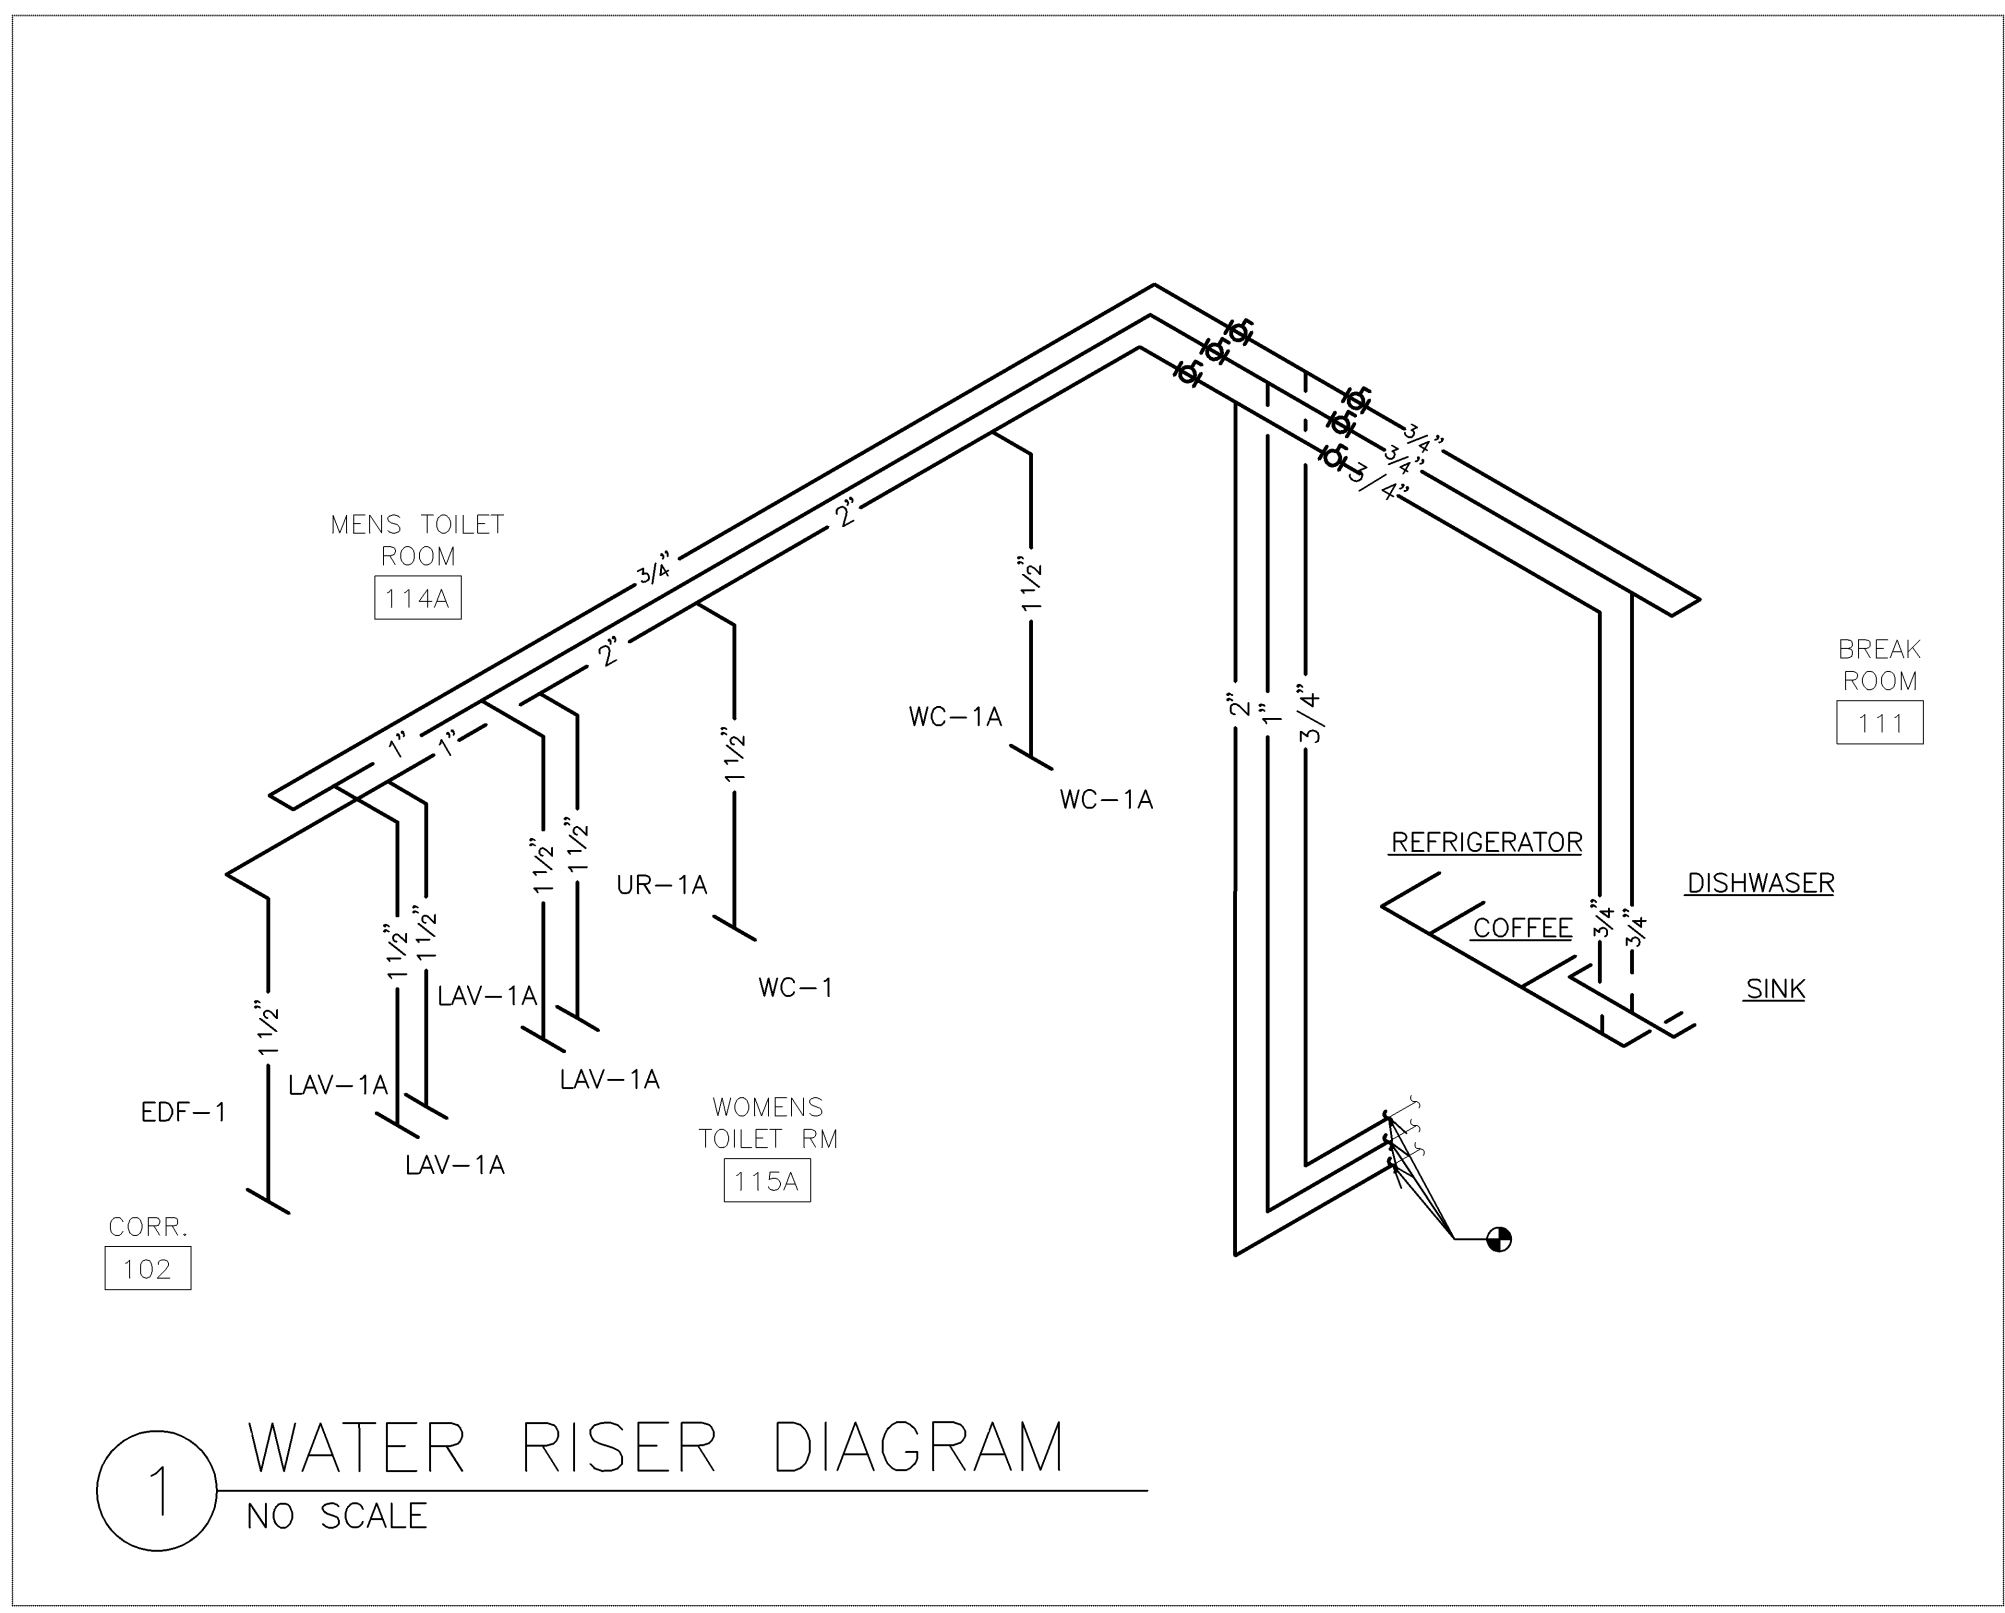 3/4"
3/4"
3/4"
2"
MENS TOILET
ROOM
114A
3/4"
1 1/2"
2"
BREAK
ROOM
111
2"
1"
3/4"
WC-1A
1"
1"
1 1/2"
WC-1A
REFRIGERATOR
1 1/2"
1 1/2"
UR-1A
DISHWASER
COFFEE
3/4"
3/4"
1 1/2"
1 1/2"
LAV-1A
WC-1
SINK
1 1/2"
LAV-1A
LAV-1A
EDF-1
WOMENS
TOILET RM
115A
LAV-1A
CORR.
102
1
WATER RISER DIAGRAM
NO SCALE